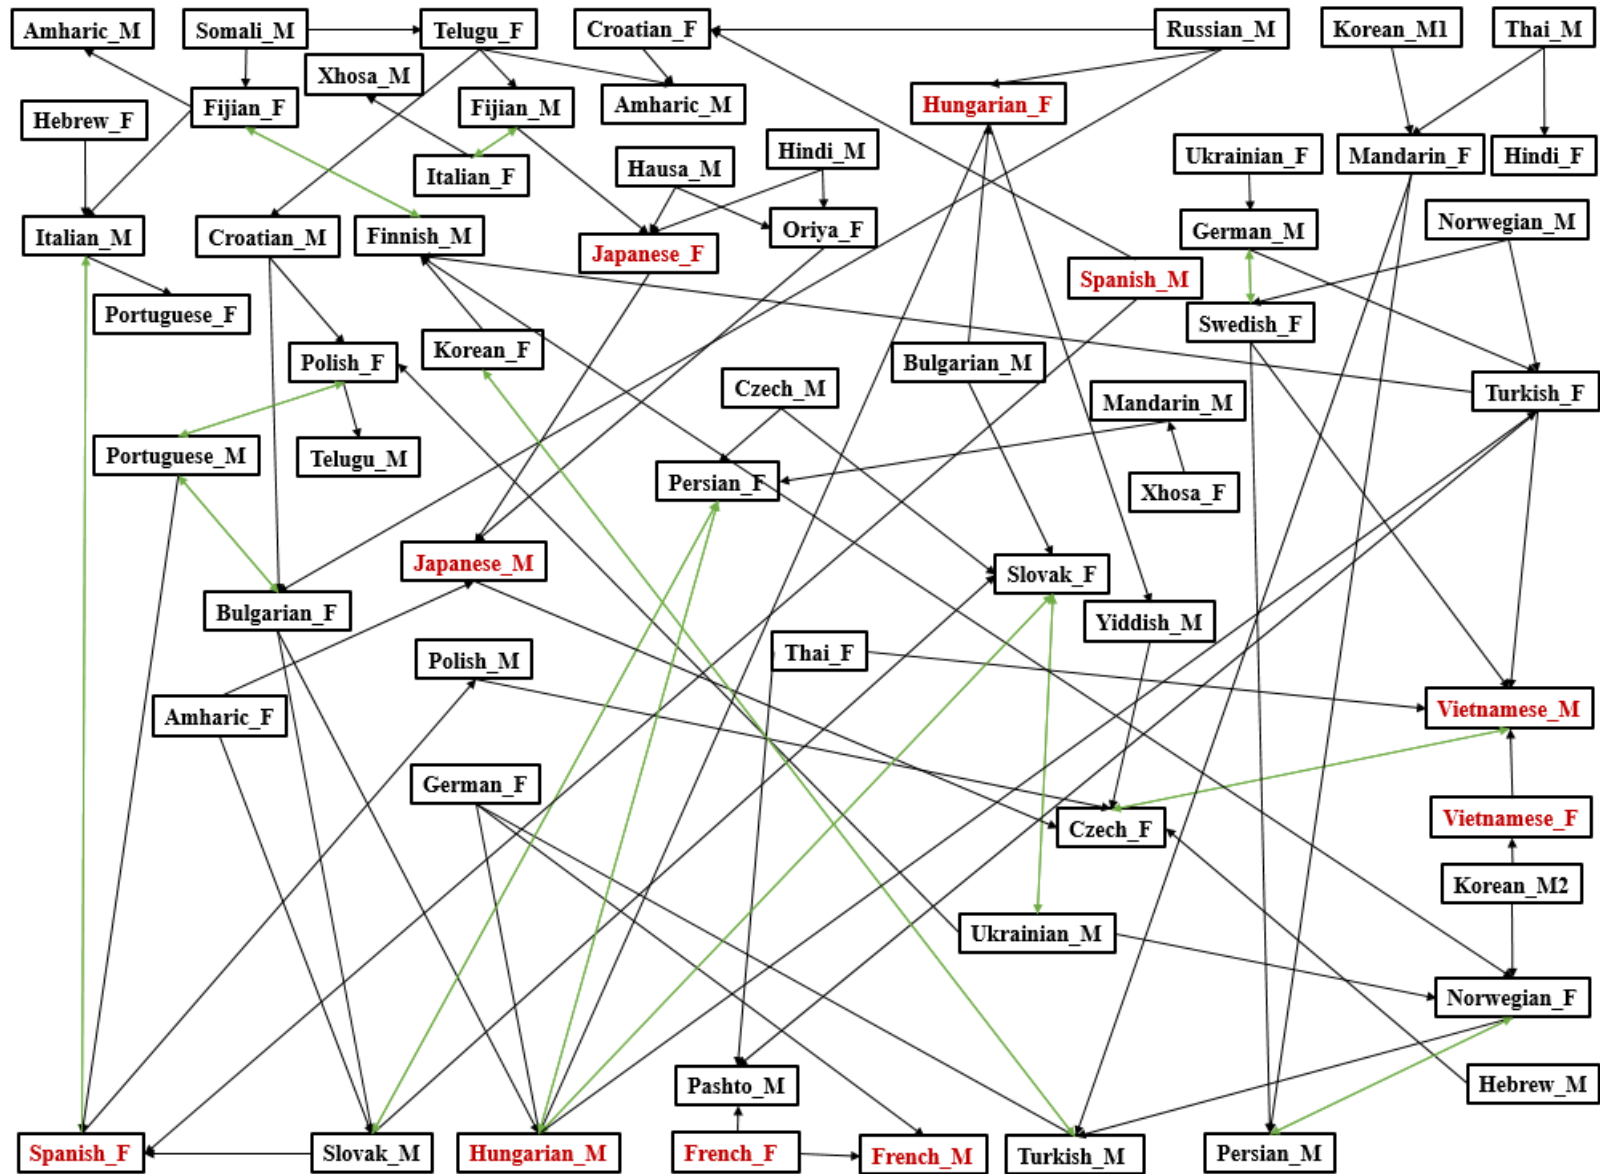 Amharic_M
Somali_M
Telugu_F
Croatian_F
Russian_M
Korean_M1
Thai_M
Xhosa_M
Hebrew_F
Fijian_F
Fijian_M
Amharic_M
Hungarian_F
Italian_F
Hausa_M
Hindi_M
Ukrainian_F
Mandarin_F
Hindi_F
Italian_M
Croatian_M
Finnish_M
Japanese_F
Oriya_F
German_M
Norwegian_M
Spanish_M
Portuguese_F
Swedish_F
Polish_F
Korean_F
Bulgarian_M
Czech_M
Mandarin_M
Turkish_F
Portuguese_M
Telugu_M
Persian_F
Xhosa_F
Japanese_M
Slovak_F
Bulgarian_F
Yiddish_M
Polish_M
Thai_F
Amharic_F
Vietnamese_M
German_F
Czech_F
Vietnamese_F
Korean_M2
Ukrainian_M
Norwegian_F
Pashto_M
Hebrew_M
Spanish_F
Slovak_M
Hungarian_M
French_F
French_M
Turkish_M
Persian_M